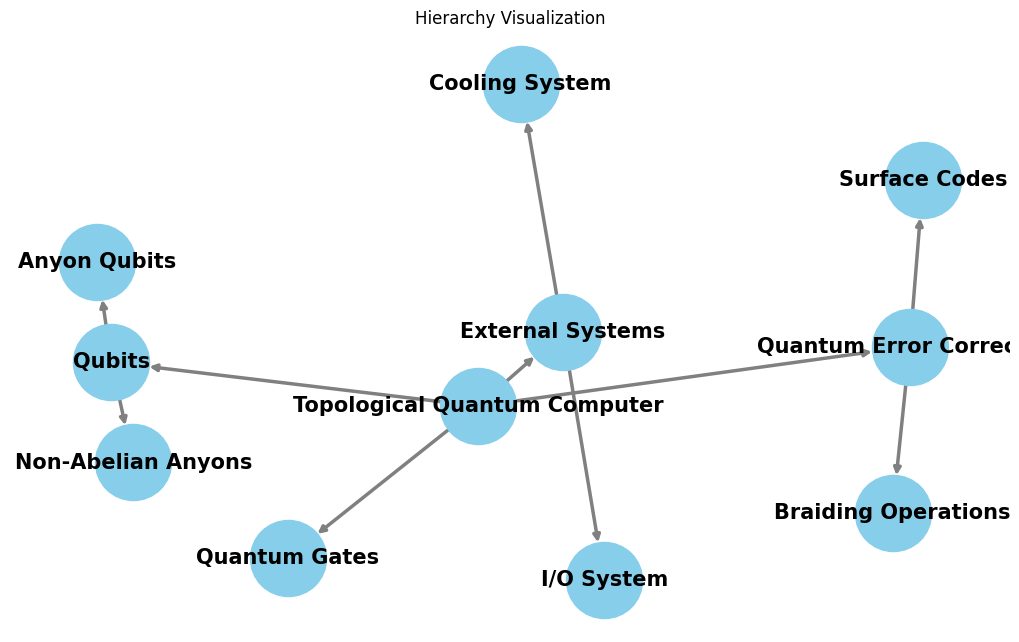 Hierarchy Visualization
Cooling System
Surface Codes
Anyon Qubits
External Systems
Quantum Error Correc
Qubits
Topological Quantum Computer
Non-Abelian Anyons
Braiding Operations
Quantum Gates
I/O System